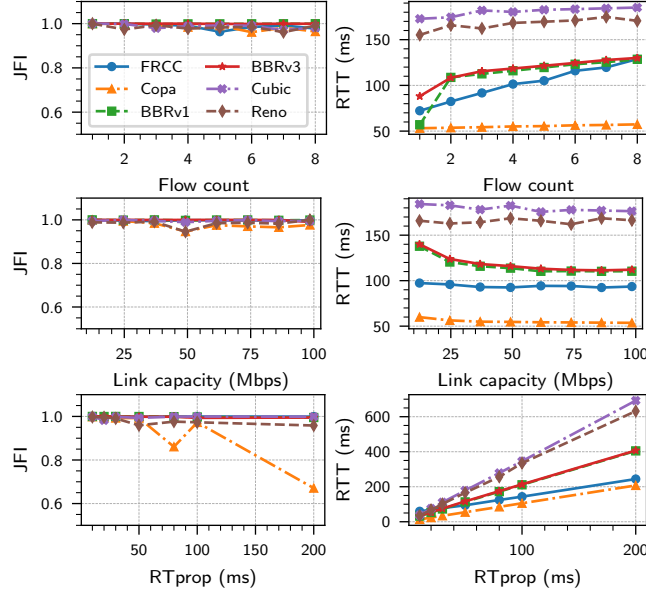 1.0
0.8
0.6
JFI
FRCC
Copa
BBRv1
BBRv3
Cubic
Reno
2 4 6 8
Flow count
150
100
50
RTT (ms)
2 4 6 8
Flow count
1.0
0.8
0.6
JFI
25 50 75 100
Link capacity (Mbps)
150
100
50
RTT (ms)
25 50 75 100
Link capacity (Mbps)
1.0
0.8
0.6
JFI
50 100 200
RTprop (ms)
600
400
200
0
RTT (ms)
100 200
RTprop (ms)